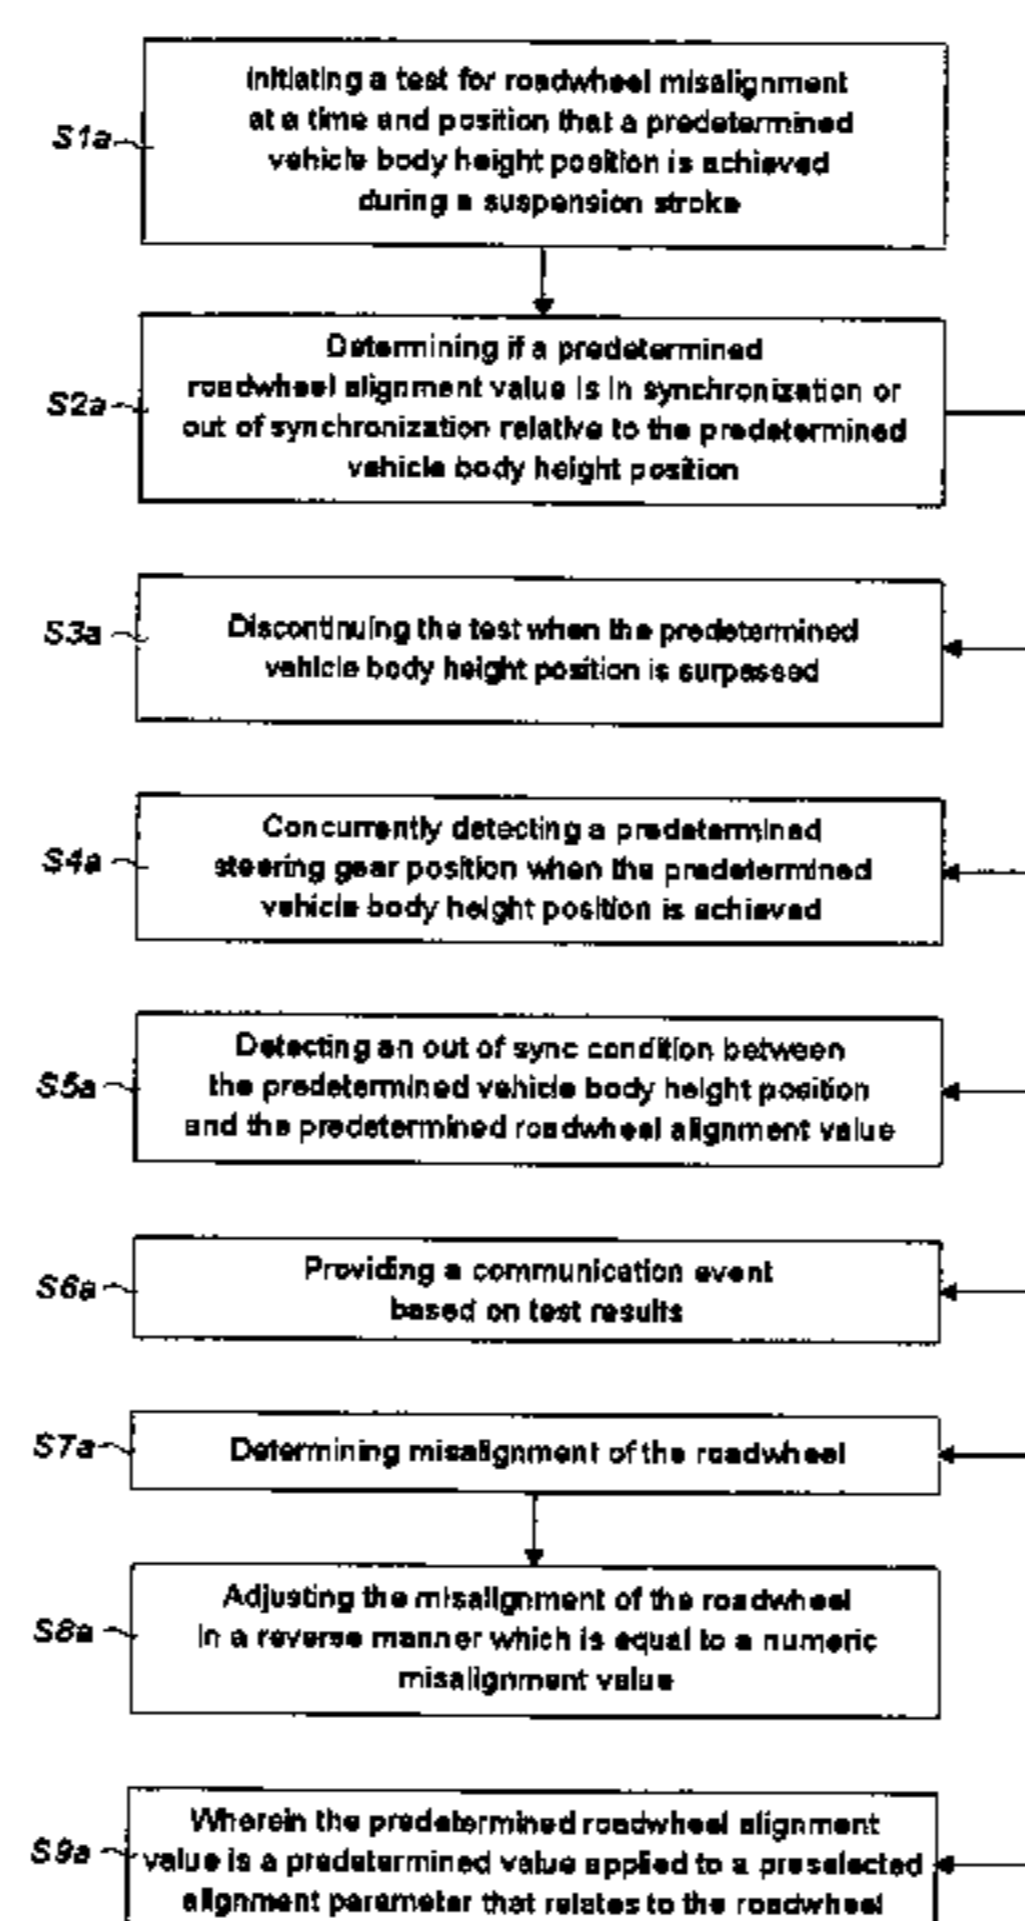 S1a
Initiating a test for roadwheel misalignment
at a time and position that a predetermined
vehicle body height position is achieved
during a suspension stroke
S2a
Determining if a predetermined
roadwheel alignment value is in synchronization or
out of synchronization relative to the predetermined
vehicle body height position
S3a
Discontinuing the test when the predetermined
vehicle body height position is surpassed
S4a
Concurrently detecting a predetermined
steering gear position when the predetermined
vehicle body height position is achieved
S5a
Detecting an out of sync condition between
the predetermined vehicle body height position
and the predetermined roadwheel alignment value
S6a
Providing a communication event
based on test results
S7a
Determining misalignment of the roadwheel
S8a
Adjusting the misalignment of the roadwheel
in a reverse manner which is equal to a numeric
misalignment value
S9a
Wherein the predetermined roadwheel alignment
value is a predetermined value applied to a preselected
alignment parameter that relates to the roadwheel